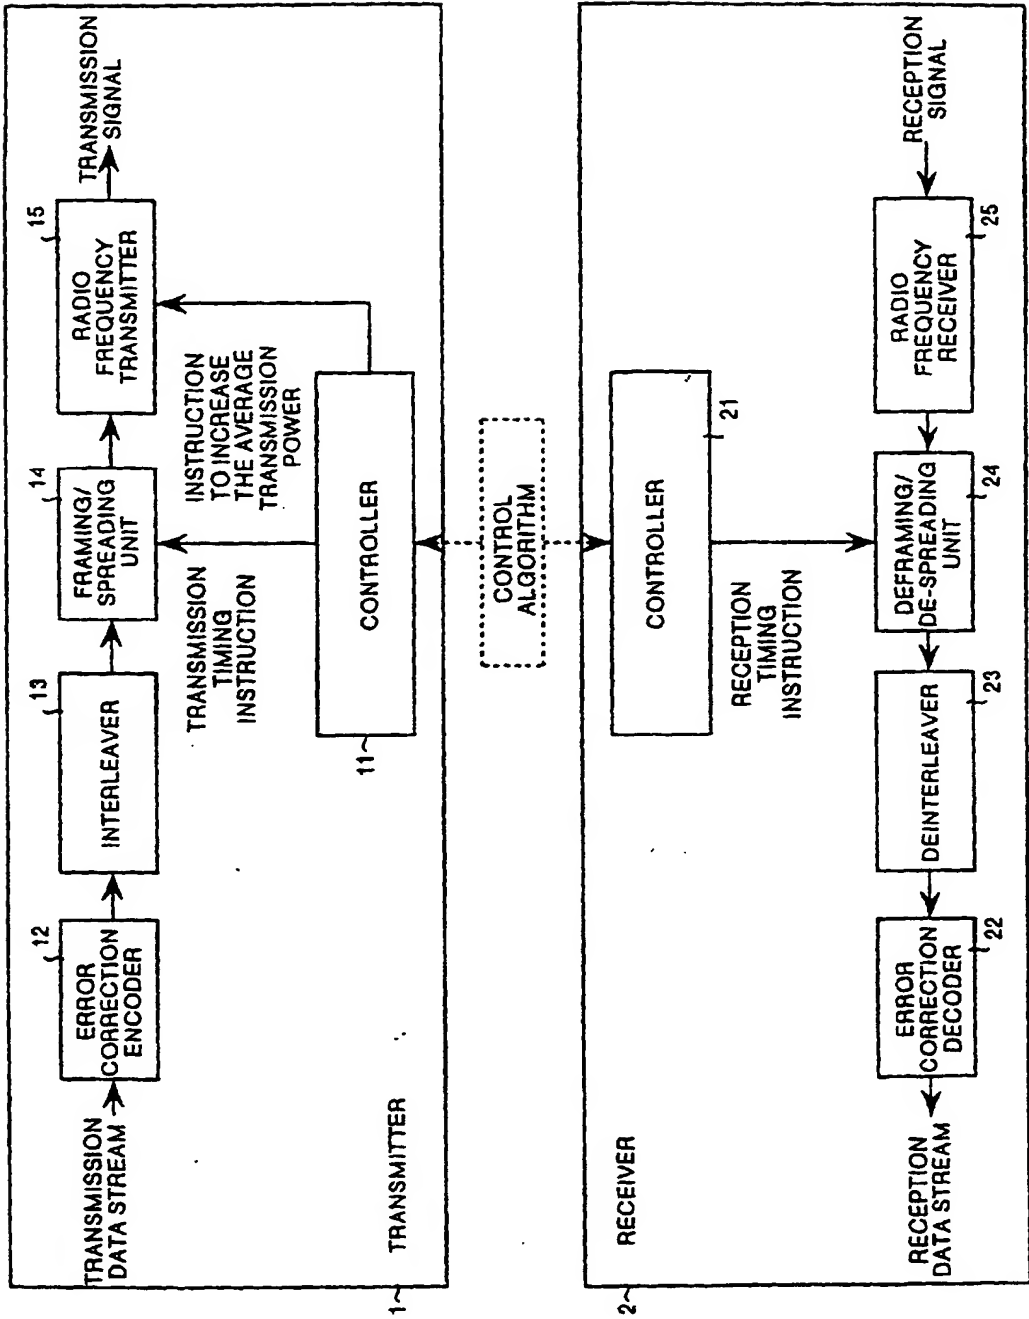 TRANSMISSION
DATA STREAM
12
ERROR
CORRECTION
ENCODER
13
INTERLEAVER
14
FRAMING/
SPREADING
UNIT
15
RADIO
FREQUENCY
TRANSMITTER
TRANSMISSION
SIGNAL
TRANSMISSION
TIMING
INSTRUCTION
INSTRUCTION
TO INCREASE
THE AVERAGE
TRANSMISSION
POWER
11
CONTROLLER
1
TRANSMITTER
CONTROL
ALGORITHM
2
RECEIVER
CONTROLLER
21
RECEPTION
TIMING
INSTRUCTION
RECEPTION
DATA STREAM
ERROR
CORRECTION
DECODER
22
DEINTERLEAVER
23
DEFRAMING/
DE-SPREADING
UNIT
24
RADIO
FREQUENCY
RECEIVER
25
RECEPTION
SIGNAL